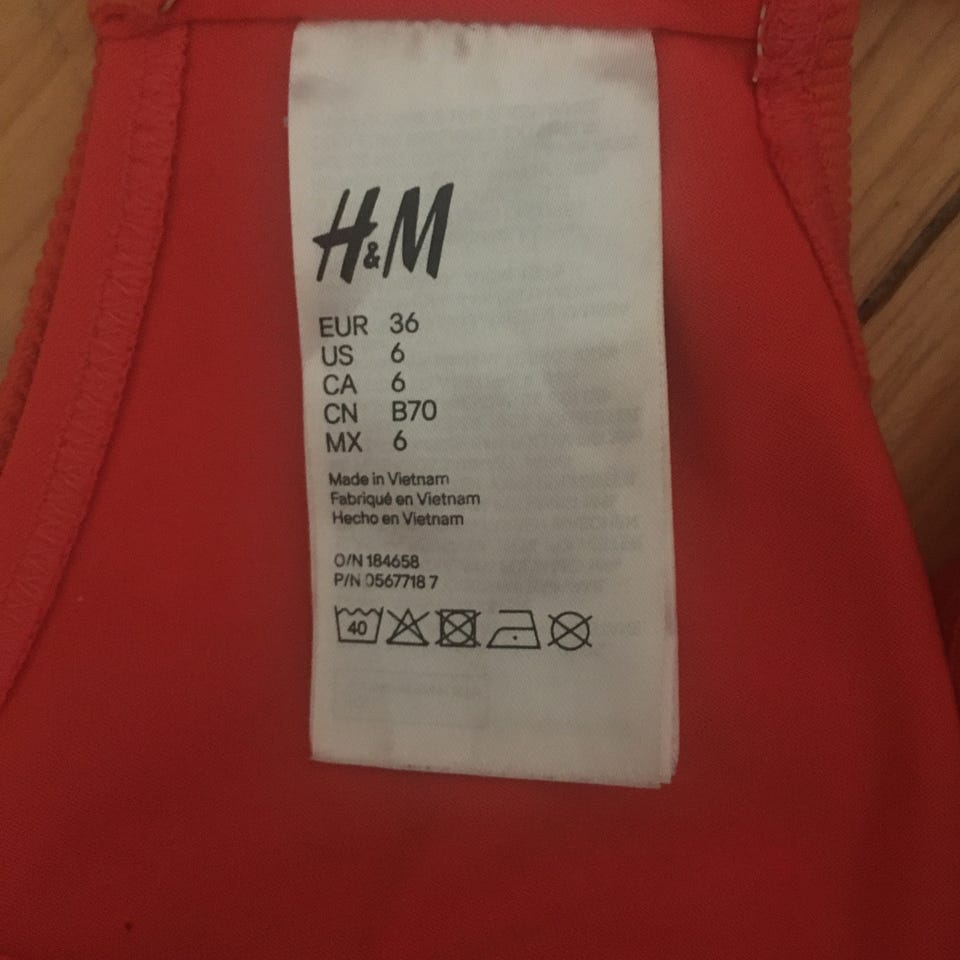 H&M
EUR 36
US 6
CA 6
CN B70
MX 6
Made in Vietnam
Fabriqué en Vietnam
Hecho en Vietnam
O/N 184658
P/N 0567718 7
40